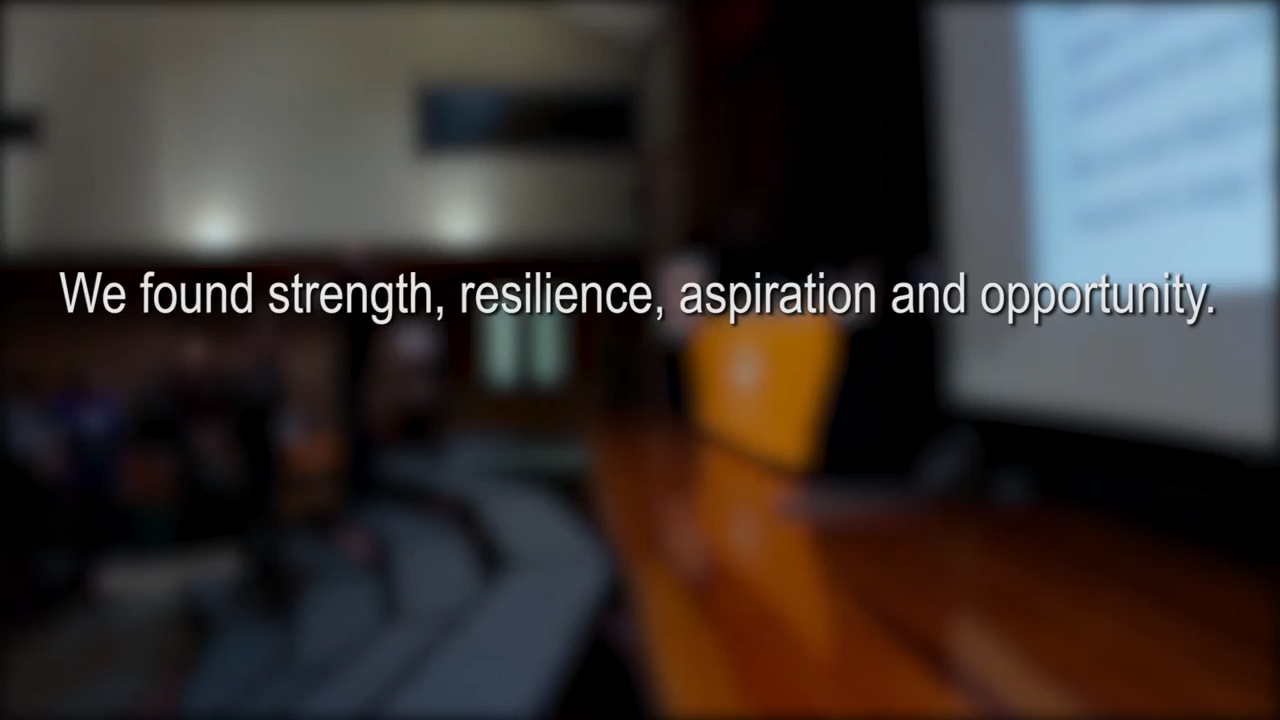 We found strength, resilience, aspiration and opportunity.